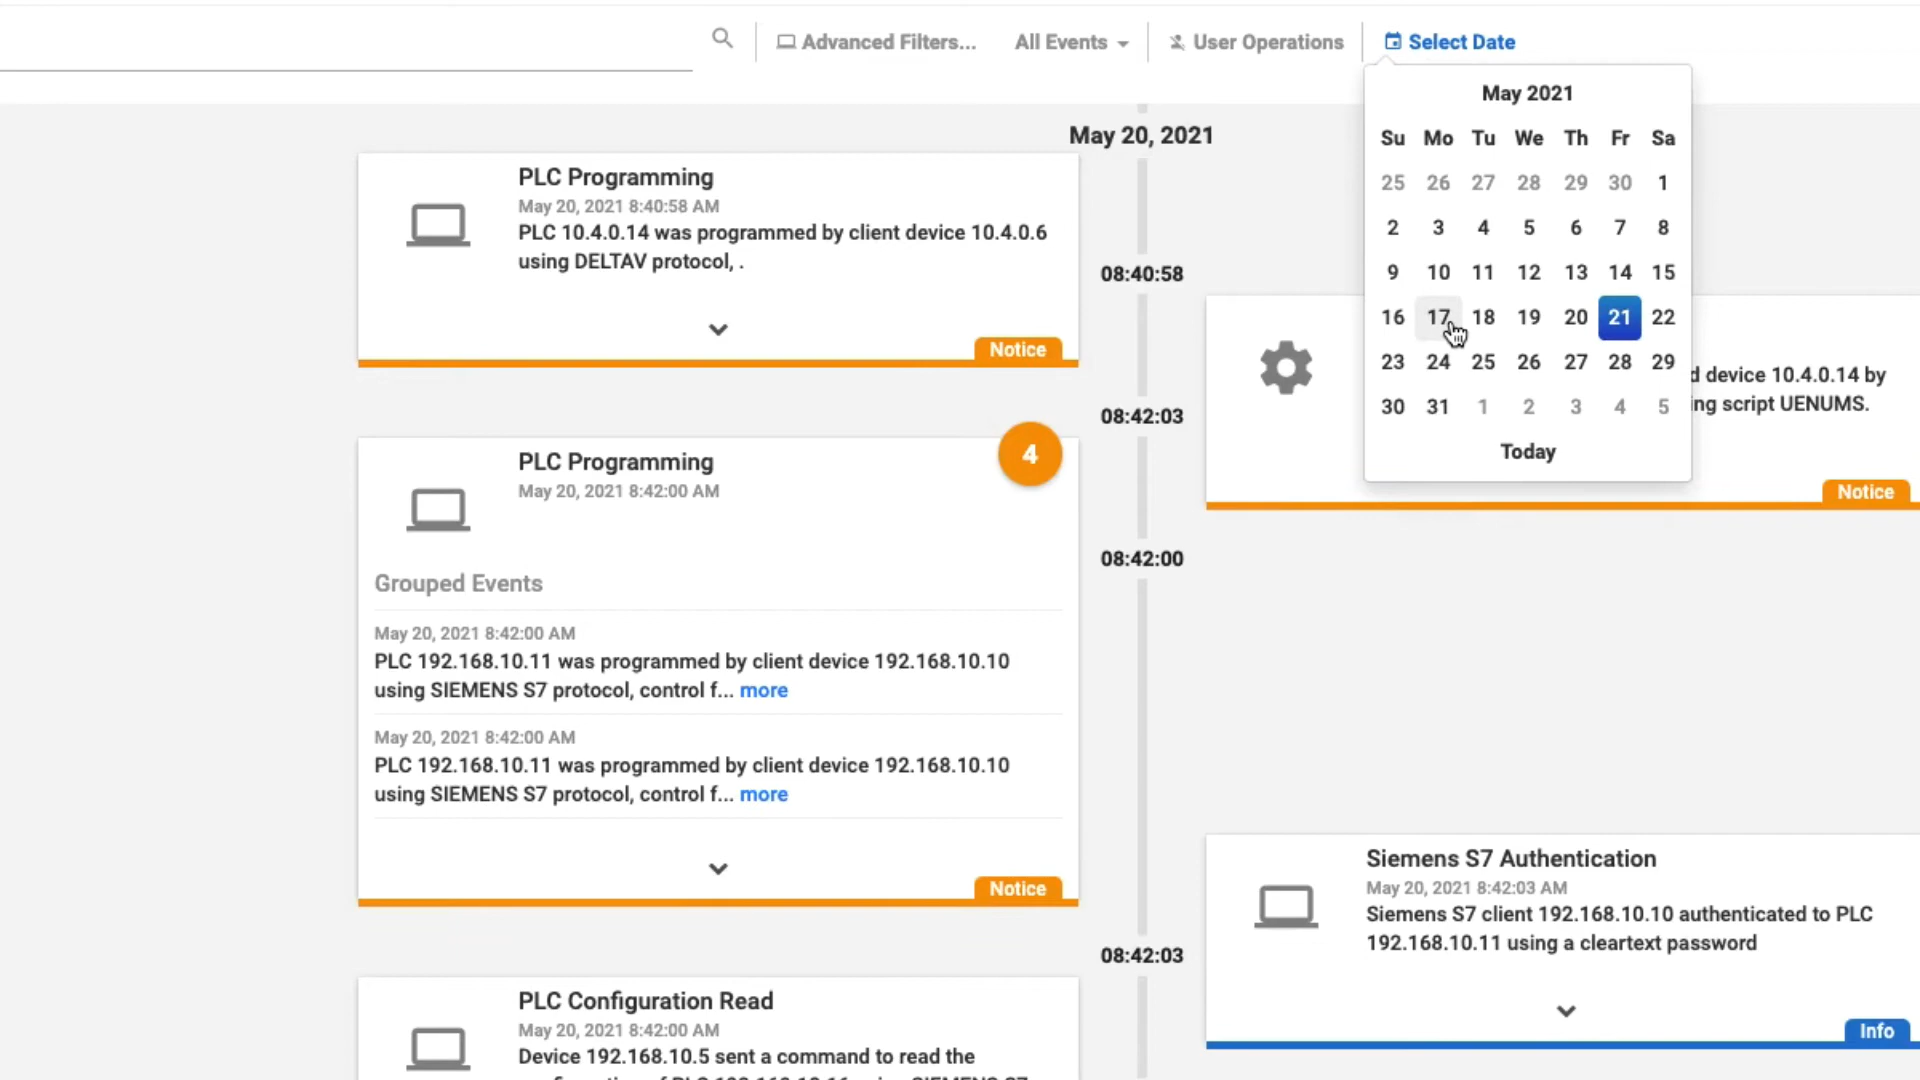 Advanced Filters... All Events User Operations Select Date
May 2021
Su Mo Tu We Th Fr Sa
25 26 27 28 29 30 1
2 3 4 5 6 7 8
9 10 11 12 13 14 15
16 17 18 19 20 21 22
23 24 25 26 27 28 29
30 31 1 2 3 4 5
Today
May 20, 2021
PLC Programming
May 20, 2021 8:40:58 AM
PLC 10.4.0.14 was programmed by client device 10.4.0.6
using DELTAV protocol, .
Notice
08:40:58
d device 10.4.0.14 by
ing script UENUMS.
Notice
08:42:03
PLC Programming
May 20, 2021 8:42:00 AM
4
Grouped Events
May 20, 2021 8:42:00 AM
PLC 192.168.10.11 was programmed by client device 192.168.10.10
using SIEMENS S7 protocol, control f... more
May 20, 2021 8:42:00 AM
PLC 192.168.10.11 was programmed by client device 192.168.10.10
using SIEMENS S7 protocol, control f... more
Notice
08:42:00
Siemens S7 Authentication
May 20, 2021 8:42:03 AM
Siemens S7 client 192.168.10.10 authenticated to PLC
192.168.10.11 using a cleartext password
Info
08:42:03
PLC Configuration Read
May 20, 2021 8:42:00 AM
Device 192.168.10.5 sent a command to read the